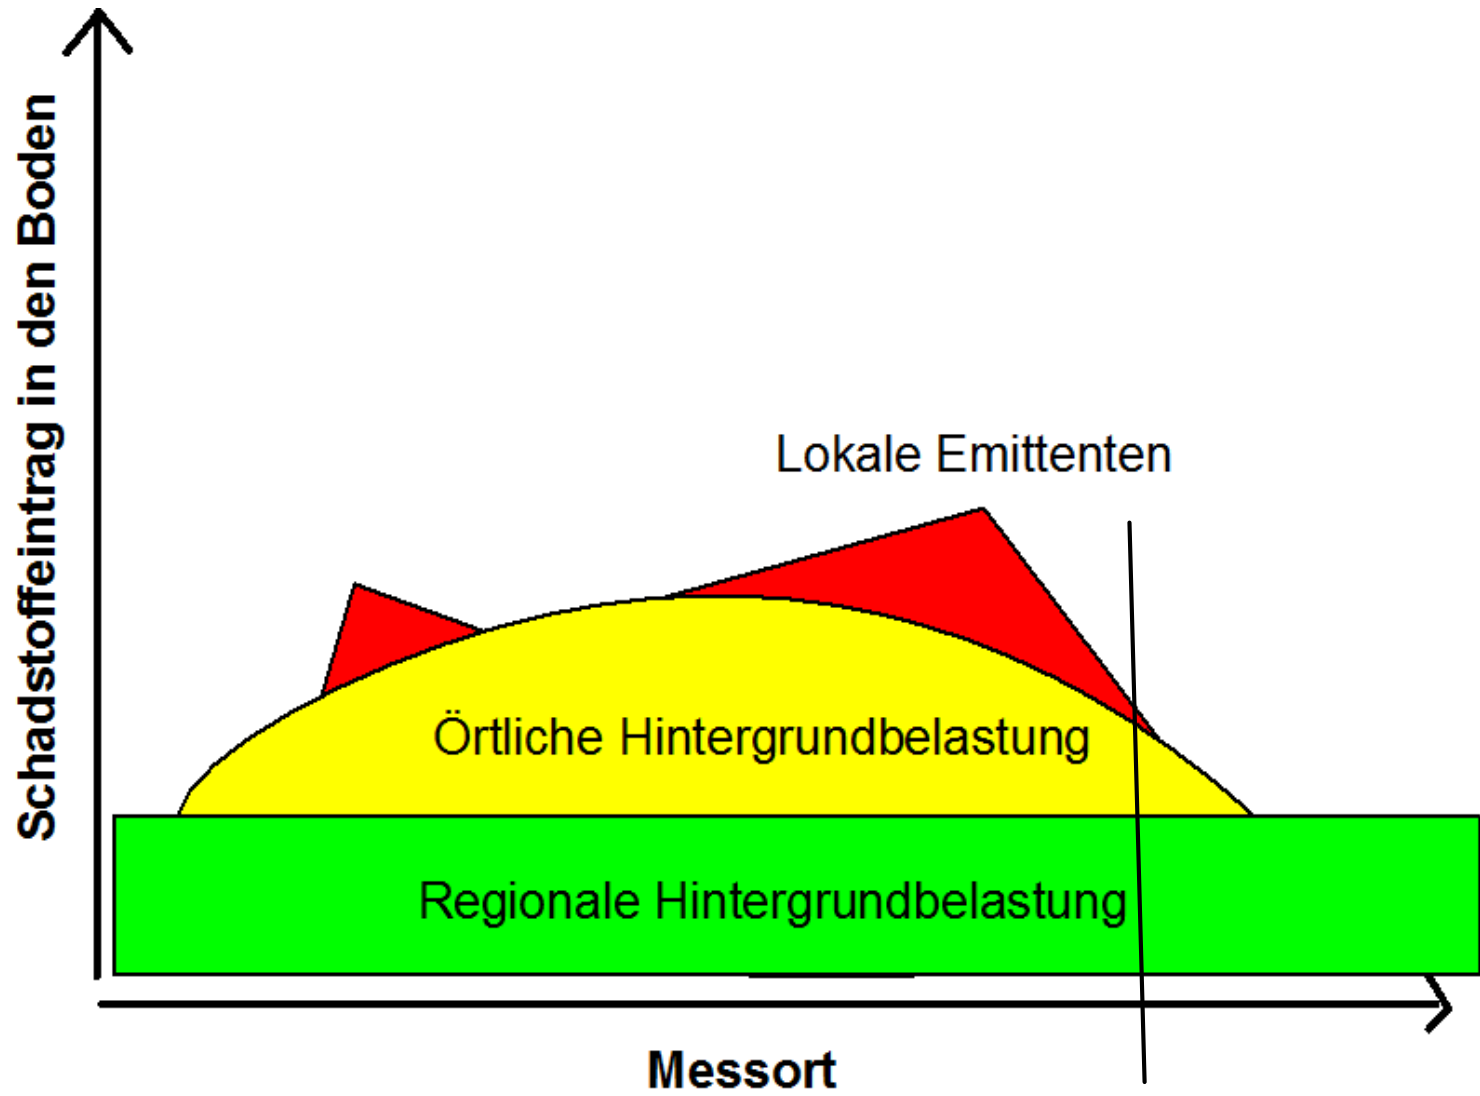 Schadstoffeintrag in den Boden
Lokale Emittenten
Örtliche Hintergrundbelastung
Regionale Hintergrundbelastung
Messort